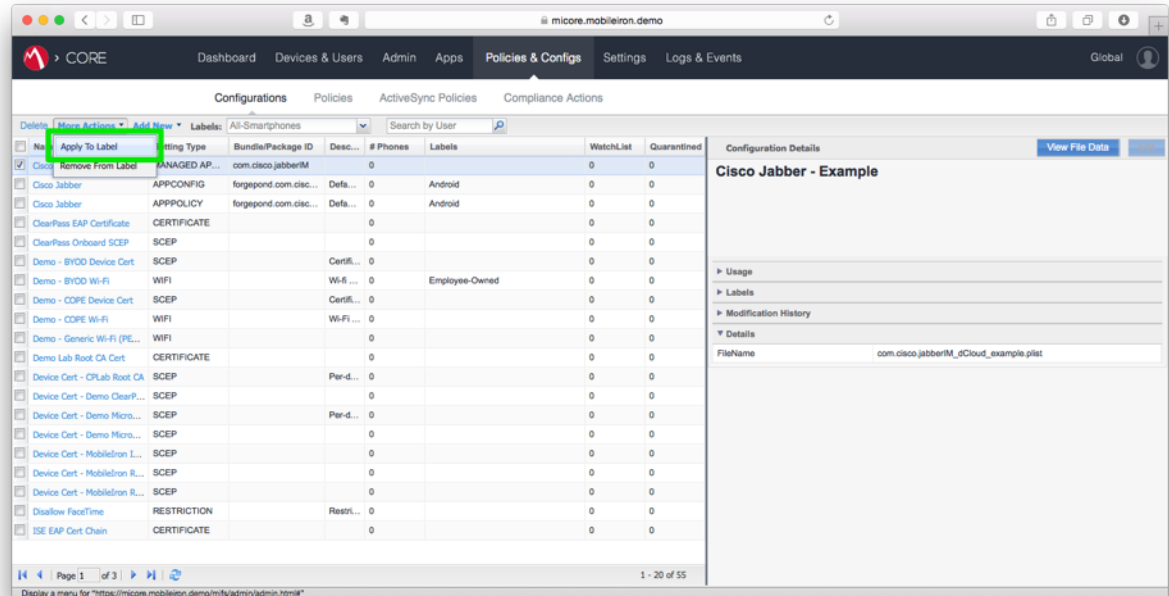 micore.mobileiron.demo
CORE Dashboard Devices & Users Admin Apps Policies & Configs Settings Logs & Events Global
Configurations Policies ActiveSync Policies Compliance Actions
Delete More Actions Add New Labels: All-Smartphones Search by User
Apply To Label
Remove From Label
Bundle/Package ID Desc... # Phones Labels WatchList Quarantined
MANAGED AP... com.cisco.jabberIM 0 0 0
Cisco Jabber APPCONFIG forgepond.com.cisc... Defa... 0 Android 0 0
Cisco Jabber APPPOLICY forgepond.com.cisc... Defa... 0 Android 0 0
ClearPass EAP Certificate CERTIFICATE 0 0 0
ClearPass Onboard SCEP SCEP 0 0 0
Demo - BYOD Device Cert SCEP Certifi... 0 0 0
Demo - BYOD Wi-Fi WIFI Wi-fi ... 0 Employee-Owned 0 0
Demo - COPE Device Cert SCEP Certifi... 0 0 0
Demo - COPE Wi-Fi WIFI Wi-Fi ... 0 0 0
Demo - Generic Wi-Fi (PE... WIFI 0 0 0
Demo Lab Root CA Cert CERTIFICATE 0 0 0
Device Cert - CPLab Root CA SCEP Per-d... 0 0 0
Device Cert - Demo ClearP... SCEP 0 0 0
Device Cert - Demo Micro... SCEP Per-d... 0 0 0
Device Cert - Demo Micro... SCEP 0 0 0
Device Cert - MobileIron I... SCEP 0 0 0
Device Cert - MobileIron R... SCEP 0 0 0
Device Cert - MobileIron R... SCEP 0 0 0
Disallow FaceTime RESTRICTION Restri... 0 0 0
ISE EAP Cert Chain CERTIFICATE 0 0 0
Page 1 of 3 1 - 20 of 55
Configuration Details View File Data
Cisco Jabber - Example
Usage
Labels
Modification History
Details
FileName com.cisco.jabberIM_dCloud_example.plist
Display a menu for "https://micore.mobileiron.demo/mifs/admin/admin.html#"